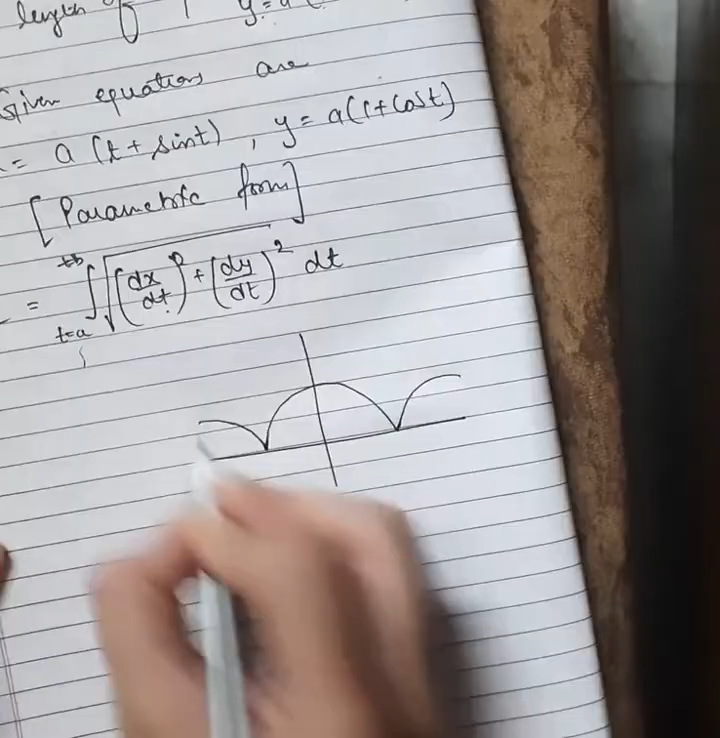 length of y = a (
Given equations are
= a (t + sint) , y = a(1+cost)
[Parametric form]
= ∫ t=a √(dx/dt)² + (dy/dt)² dt